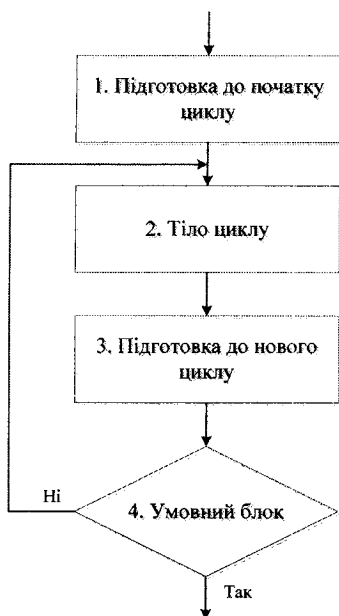 1. Підготовка до початку
циклу
2. Тіло циклу
3. Підготовка до нового
циклу
4. Умовний блок
Ні
Так